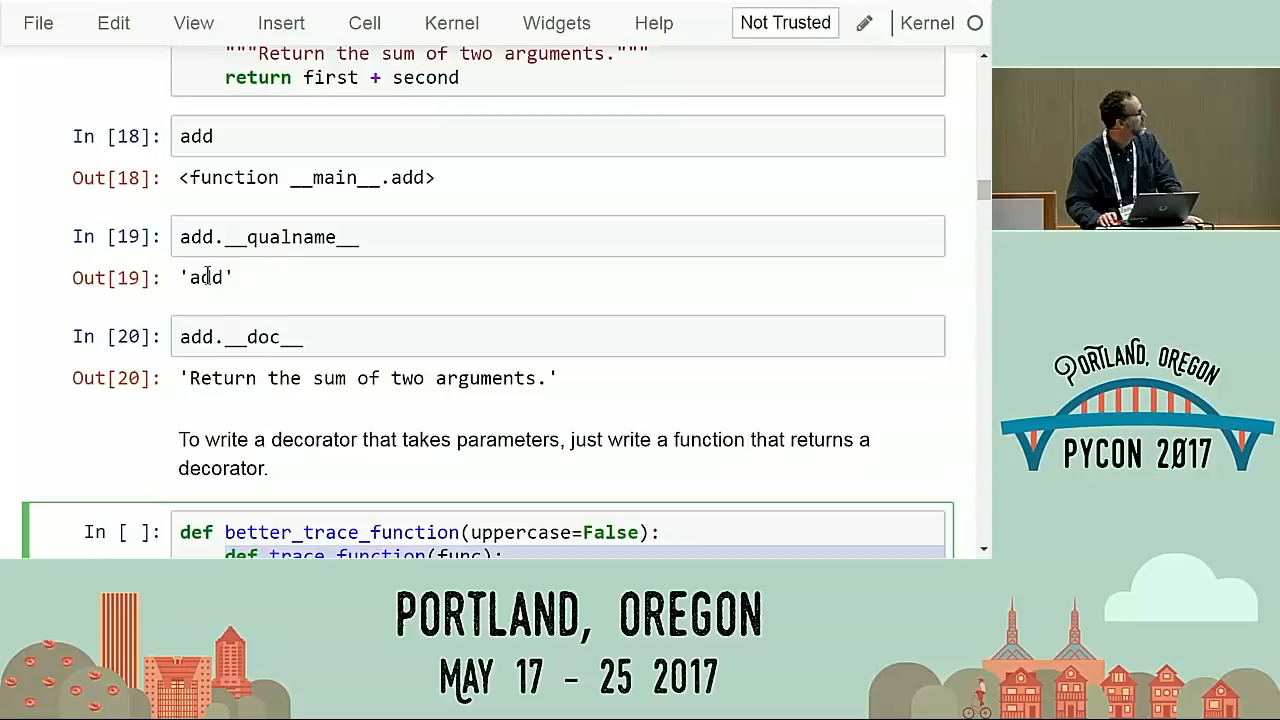 File Edit View Insert Cell Kernel Widgets Help Not Trusted Kernel
"""Return the sum of two arguments."""
return first + second
In [18]: add
Out[18]: <function __main__.add>
In [19]: add.__qualname__
Out[19]: 'add'
In [20]: add.__doc__
Out[20]: 'Return the sum of two arguments.'
To write a decorator that takes parameters, just write a function that returns a
decorator.
In [ ]: def better_trace_function(uppercase=False):
def trace_function(func):
PORTLAND, OREGON
PYCON 2017
PORTLAND, OREGON
MAY 17 - 25 2017